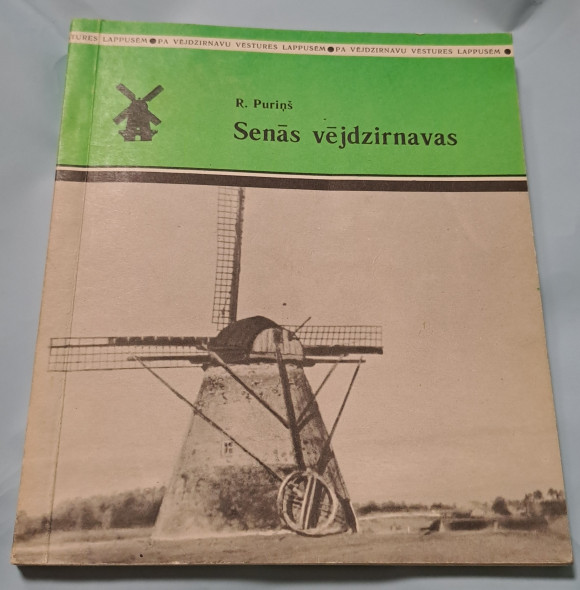 TURES LAPPUSĒM ● PA VĒJDZIRNAVU VĒSTURES LAPPUSĒM ● PA VĒJDZIRNAVU VĒSTURES LAPPUSĒM ●
R. Puriņš
Senās vējdzirnavas